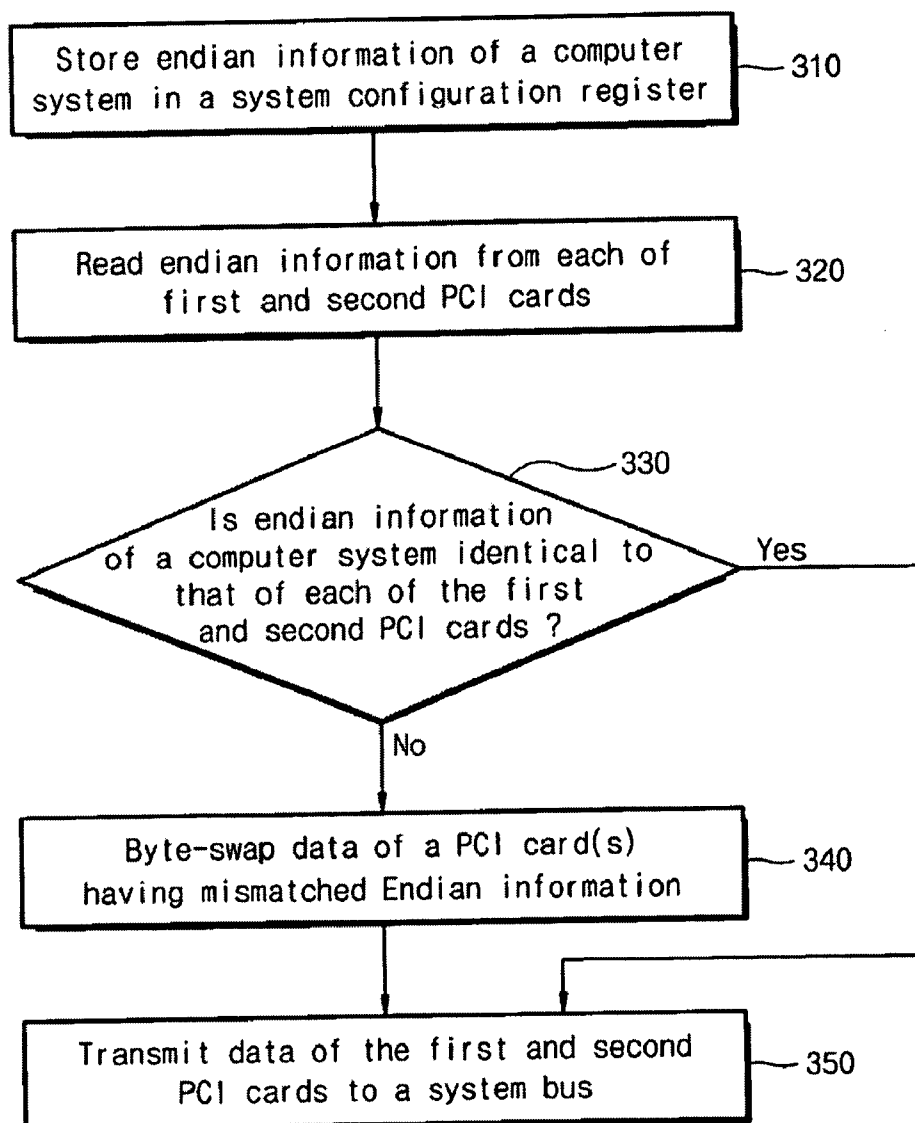 Store endian information of a computer
system in a system configuration register
310
Read endian information from each of
first and second PCI cards
320
330
Is endian information
of a computer system identical to
that of each of the first
and second PCI cards ?
Yes
No
Byte-swap data of a PCI card(s)
having mismatched Endian information
340
Transmit data of the first and second
PCI cards to a system bus
350